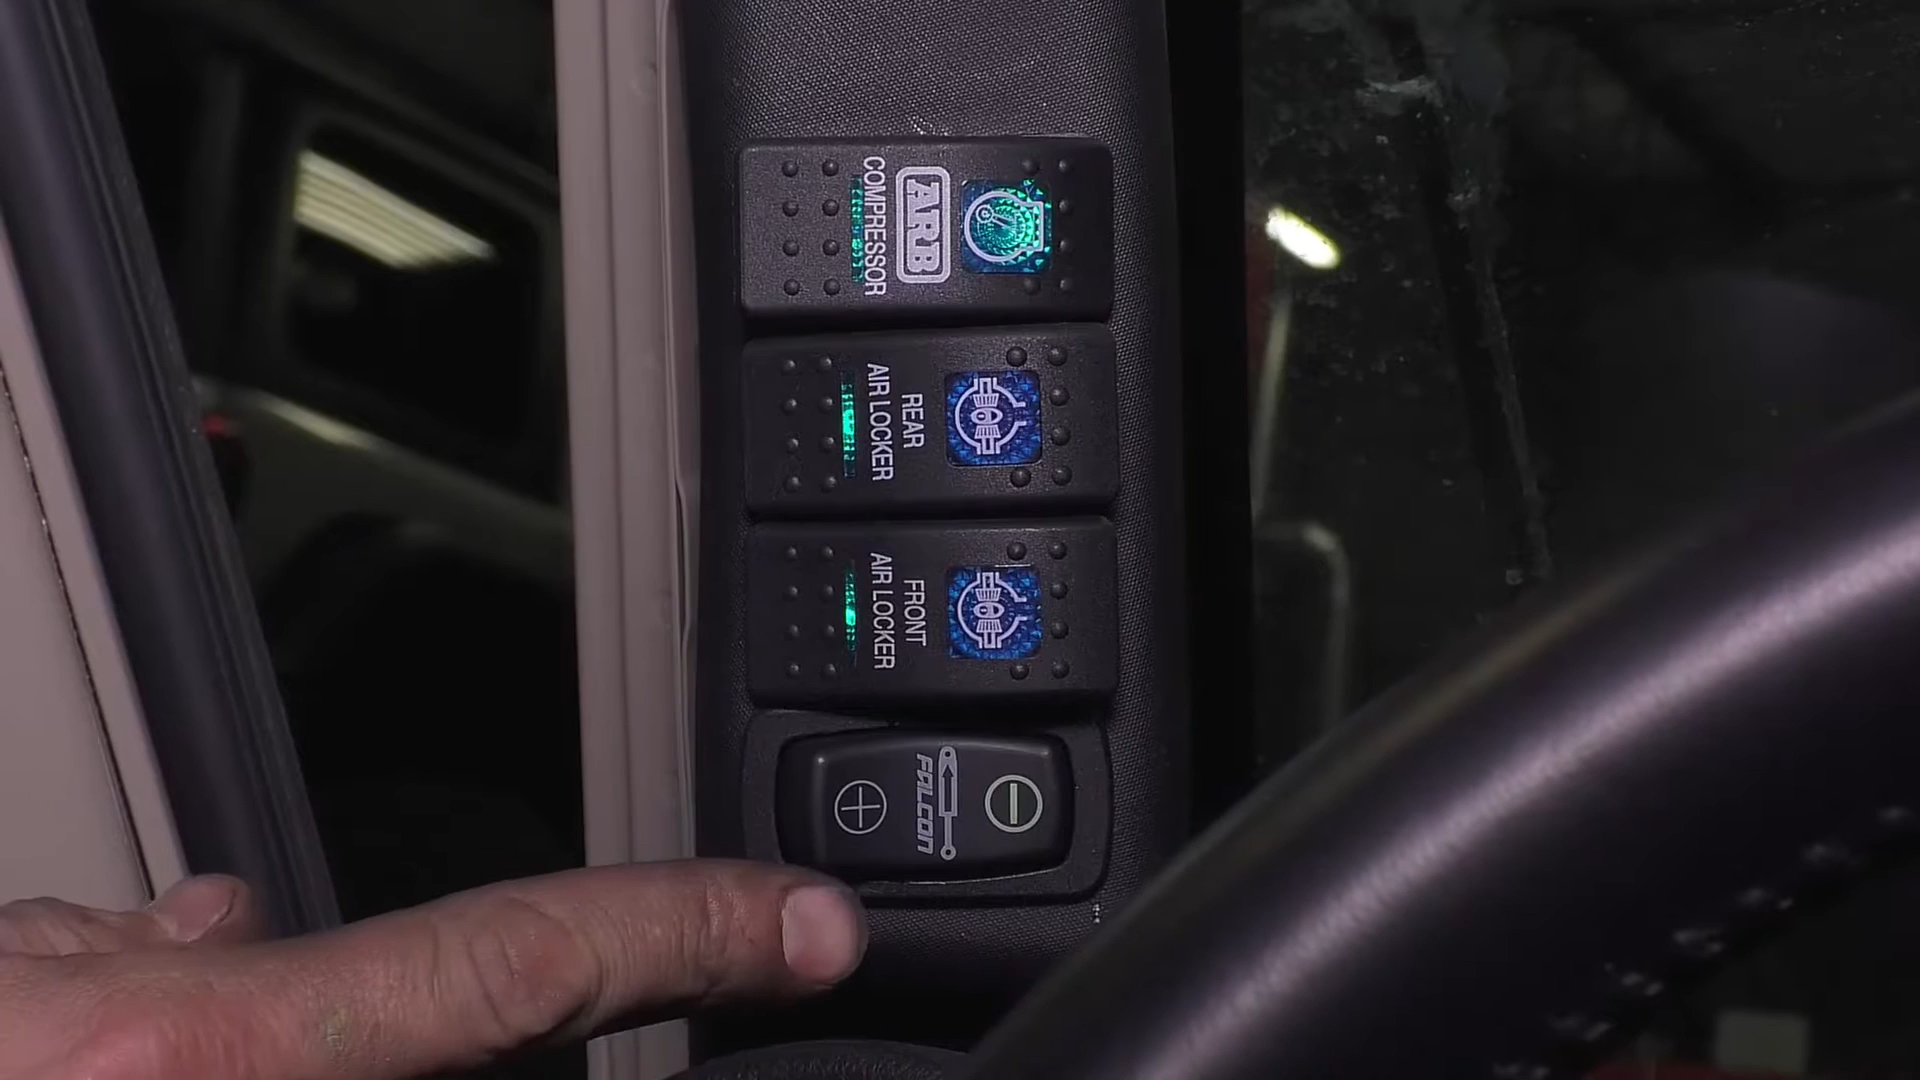 ARB
COMPRESSOR
REAR
AIR LOCKER
FRONT
AIR LOCKER
FALCON